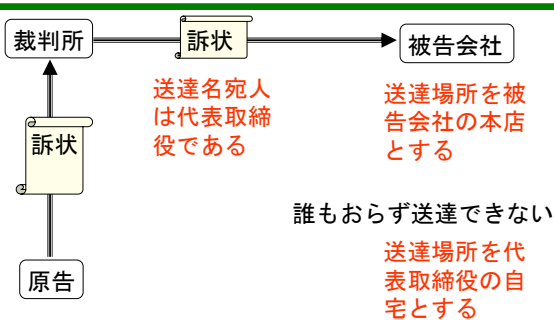 裁判所
訴状
被告会社
送達名宛人
は代表取締
役である
送達場所を被
告会社の本店
とする
訴状
誰もおらず送達できない
原告
送達場所を代
表取締役の自
宅とする